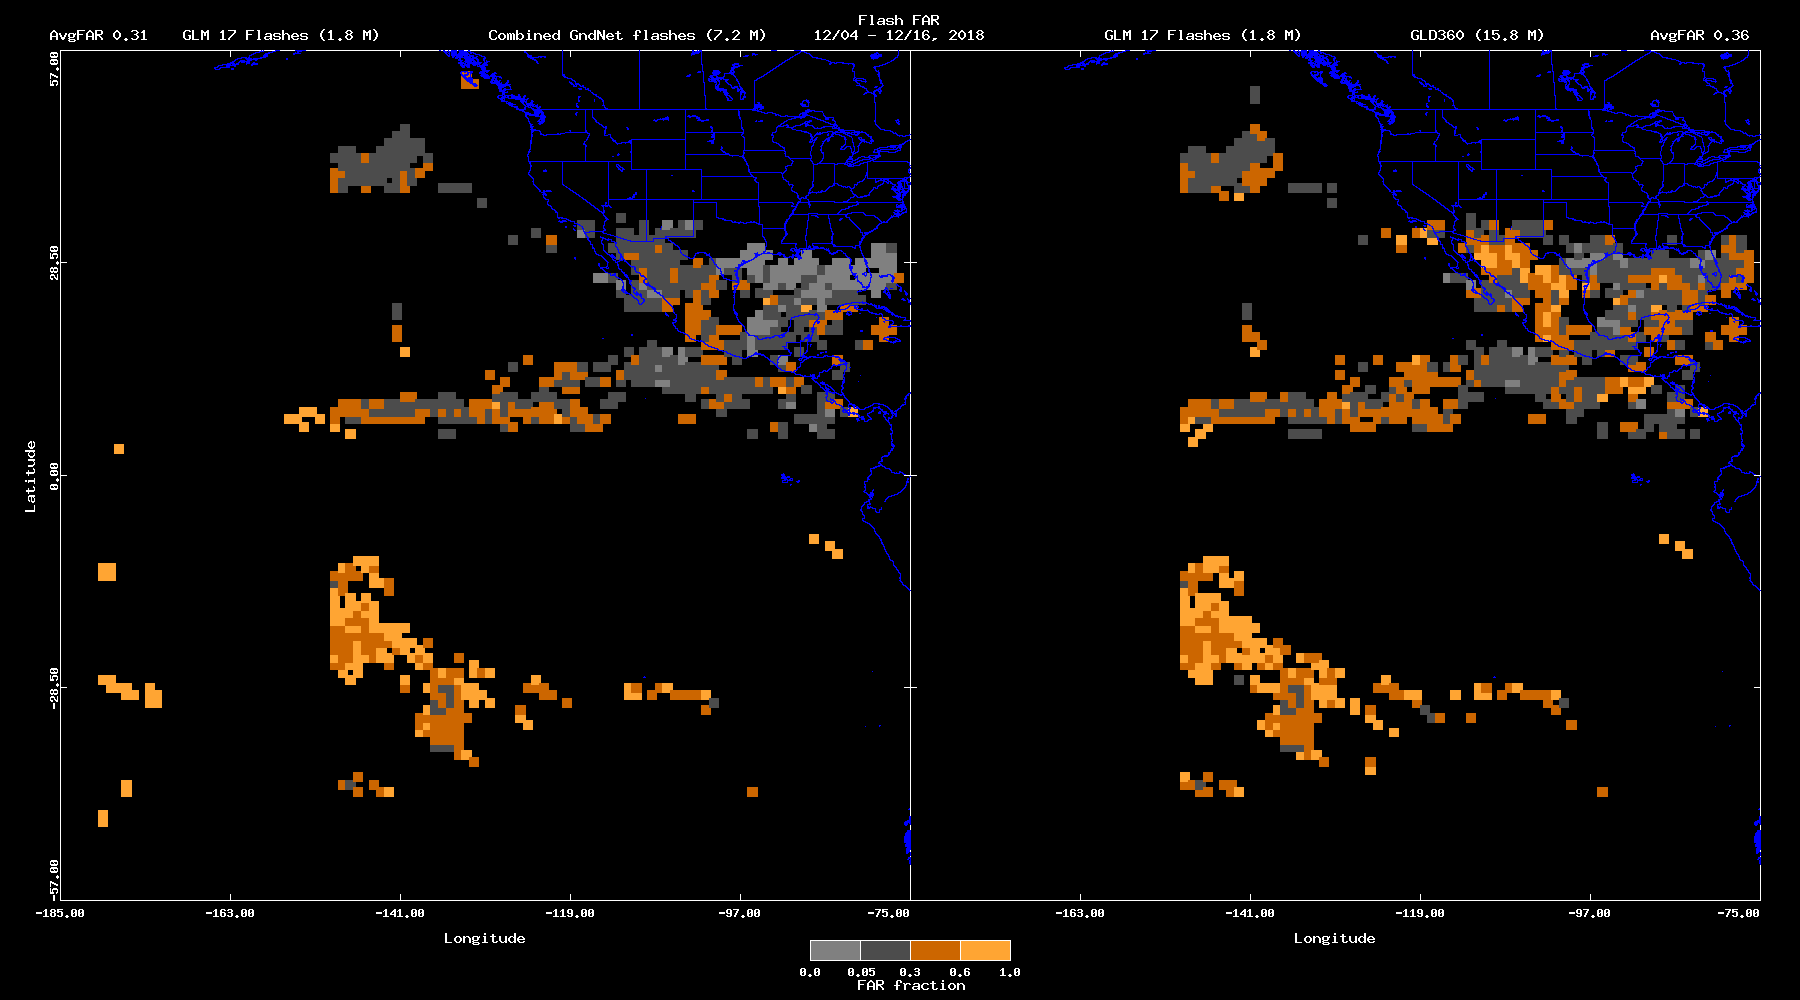 Flash FAR
AvgFAR 0.31 GLM 17 Flashes (1.8 M) Combined GndNet flashes (7.2 M) 12/04 - 12/16, 2018 GLM 17 Flashes (1.8 M) GLD360 (15.8 M) AvgFAR 0.36
57.00
28.50
0.00
-28.50
-57.00
Latitude
-185.00 -163.00 -141.00 -119.00 -97.00 -75.00 -163.00 -141.00 -119.00 -97.00 -75.00
Longitude Longitude
0.0 0.05 0.3 0.6 1.0
FAR fraction